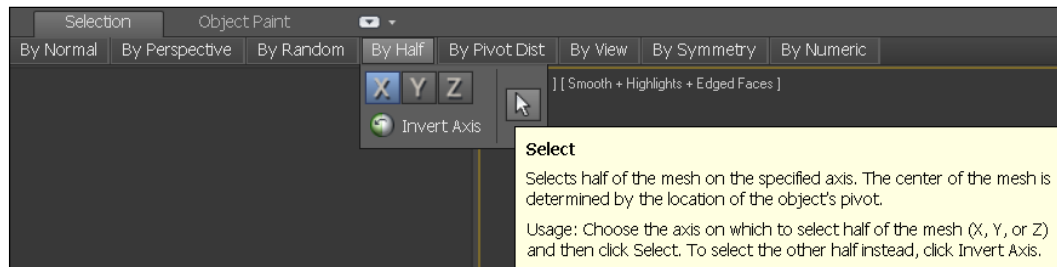 Selection Object Paint
By Normal By Perspective By Random By Half By Pivot Dist By View By Symmetry By Numeric
X Y Z
] [ Smooth + Highlights + Edged Faces ]
Invert Axis
Select
Selects half of the mesh on the specified axis. The center of the mesh is
determined by the location of the object's pivot.
Usage: Choose the axis on which to select half of the mesh (X, Y, or Z)
and then click Select. To select the other half instead, click Invert Axis.